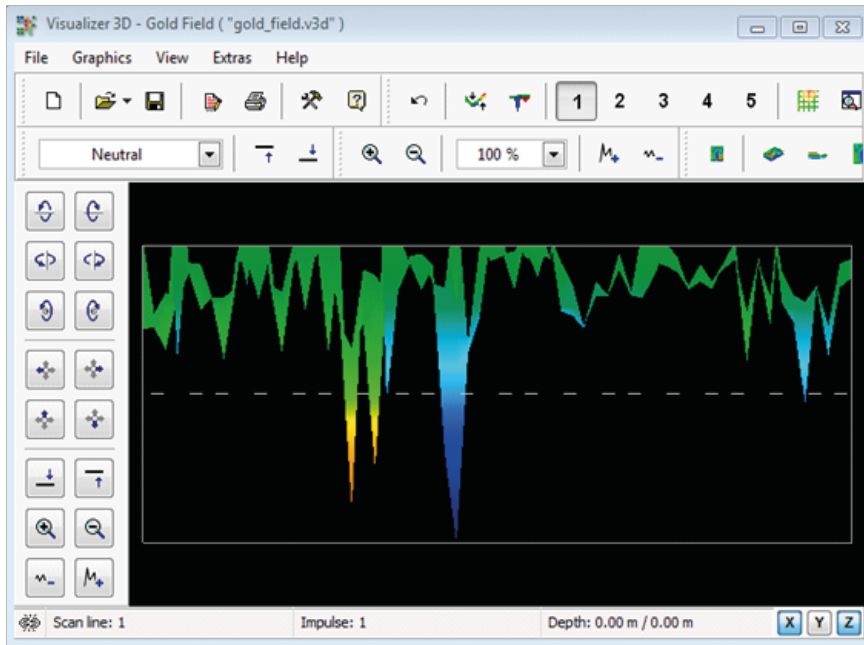 Visualizer 3D - Gold Field ( "gold_field.v3d" )
File Graphics View Extras Help
1 2 3 4 5
Neutral 100 %
Scan line: 1 Impulse: 1 Depth: 0.00 m / 0.00 m X Y Z